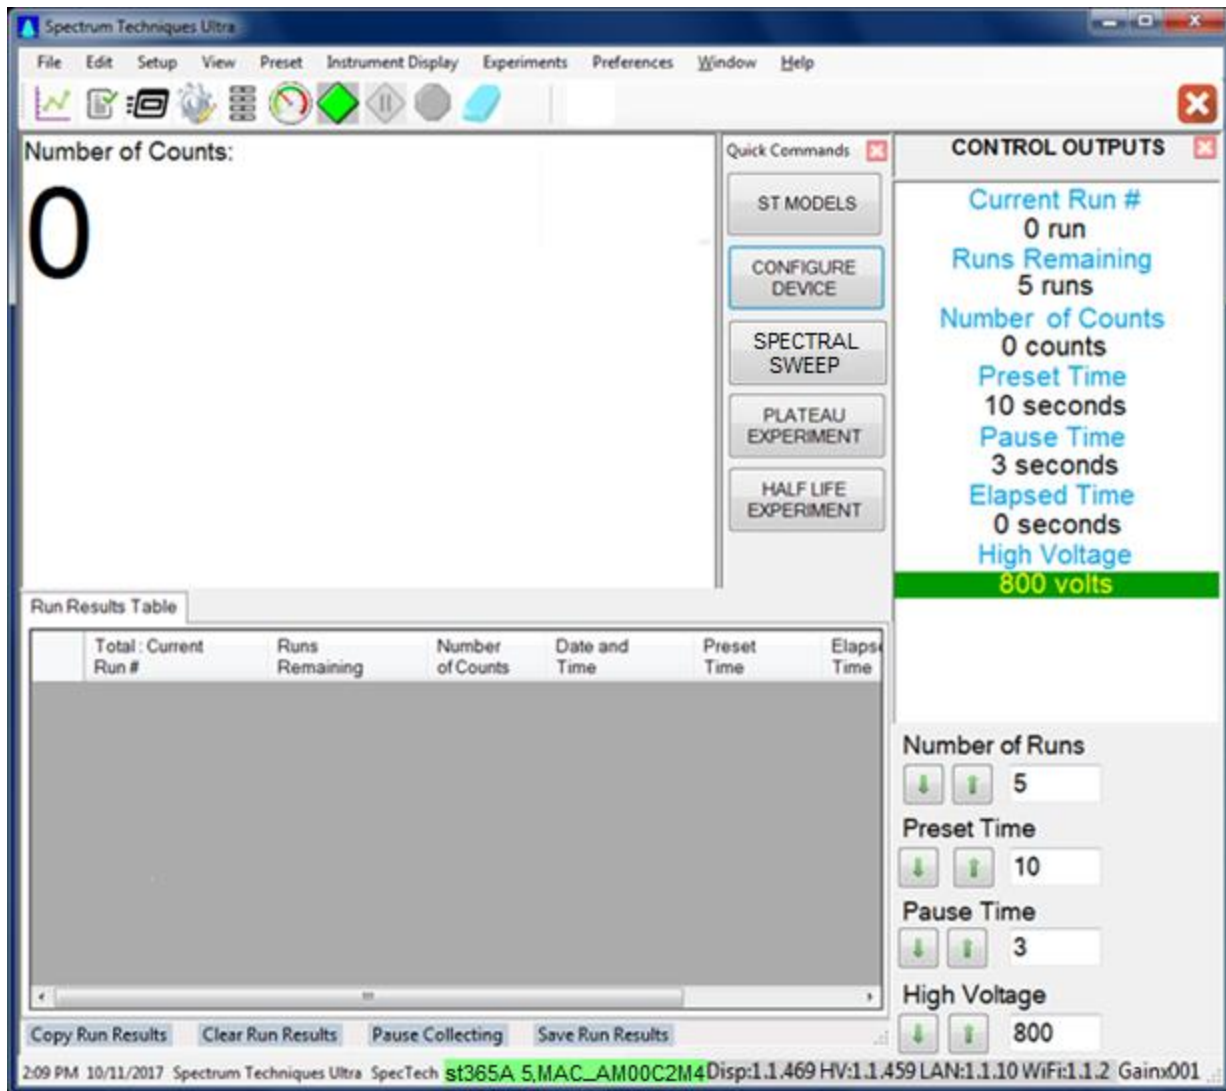 Spectrum Techniques Ultra
File Edit Setup View Preset Instrument Display Experiments Preferences Window Help
Number of Counts:
0
Quick Commands
ST MODELS
CONFIGURE
DEVICE
SPECTRAL
SWEEP
PLATEAU
EXPERIMENT
HALF LIFE
EXPERIMENT
CONTROL OUTPUTS
Current Run #
0 run
Runs Remaining
5 runs
Number of Counts
0 counts
Preset Time
10 seconds
Pause Time
3 seconds
Elapsed Time
0 seconds
High Voltage
800 volts
Run Results Table
Total : Current Runs Number Date and Preset Elapse
Run # Remaining of Counts Time Time Time
Number of Runs
5
Preset Time
10
Pause Time
3
High Voltage
800
Copy Run Results Clear Run Results Pause Collecting Save Run Results
2:09 PM 10/11/2017 Spectrum Techniques Ultra SpecTech st365A 5,MAC_AM00C2M4 Disp:1.1.469 HV:1.1.459 LAN:1.1.10 WiFi:1.1.2 Gainx001